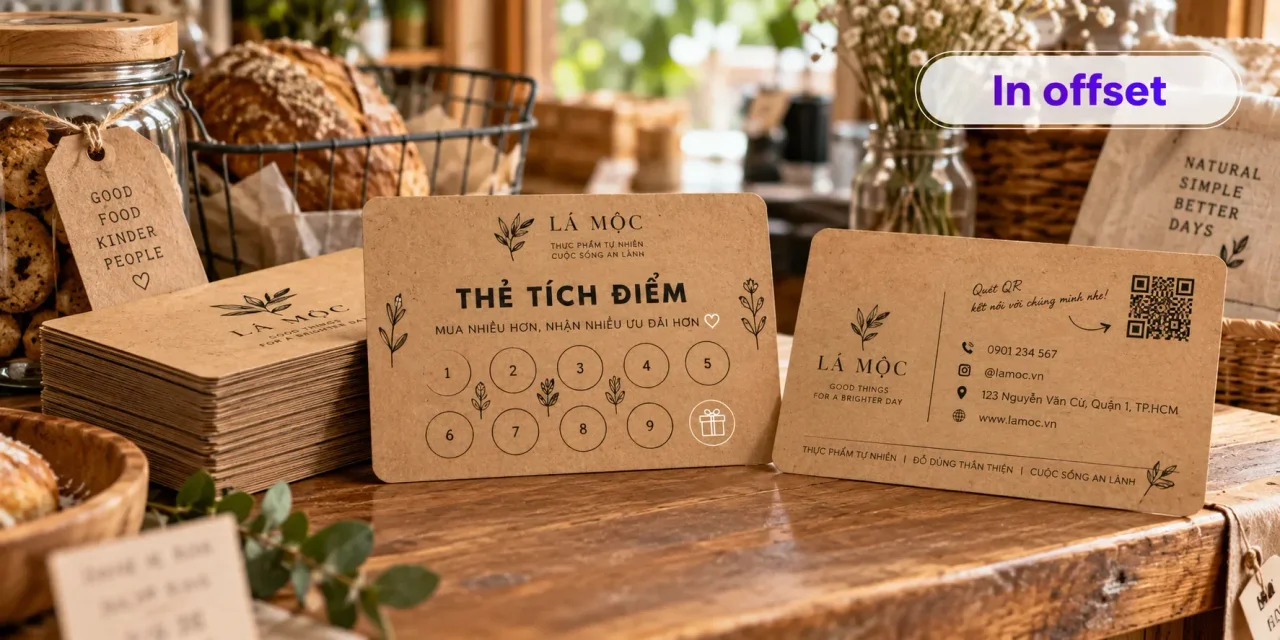 In offset
GOOD
FOOD
KINDER
PEOPLE
NATURAL
SIMPLE
BETTER
DAYS
LÁ MỘC
GOOD THINGS
FOR A BRIGHTER
LÁ MỘC
THỰC PHẨM TỰ NHIÊN
CUỘC SỐNG AN LÀNH
THẺ TÍCH ĐIỂM
MUA NHIỀU HƠN, NHẬN NHIỀU ƯU ĐÃI HƠN
1 2 3 4 5
6 7 8 9
LÁ MỘC
GOOD THINGS
FOR A BRIGHTER DAY
Quét QR
kết nối với chúng mình nhé!
0901 234 567
@lamoc.vn
123 Nguyễn Văn Cừ, Quận 1, TP.HCM
www.lamoc.vn
THỰC PHẨM TỰ NHIÊN | ĐỒ DÙNG THÂN THIỆN | CUỘC SỐNG AN LÀNH